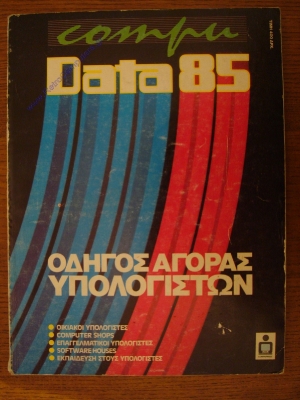 compu
Data 85
ΟΔΗΓΟΣ ΑΓΟΡΑΣ
ΥΠΟΛΟΓΙΣΤΩΝ
ΟΙΚΙΑΚΟΙ ΥΠΟΛΟΓΙΣΤΕΣ
COMPUTER SHOPS
ΕΠΑΓΓΕΛΜΑΤΙΚΟΙ ΥΠΟΛΟΓΙΣΤΕΣ
SOFTWARE HOUSES
ΕΚΠΑΙΔΕΥΣΗ ΣΤΟΥΣ ΥΠΟΛΟΓΙΣΤΕΣ